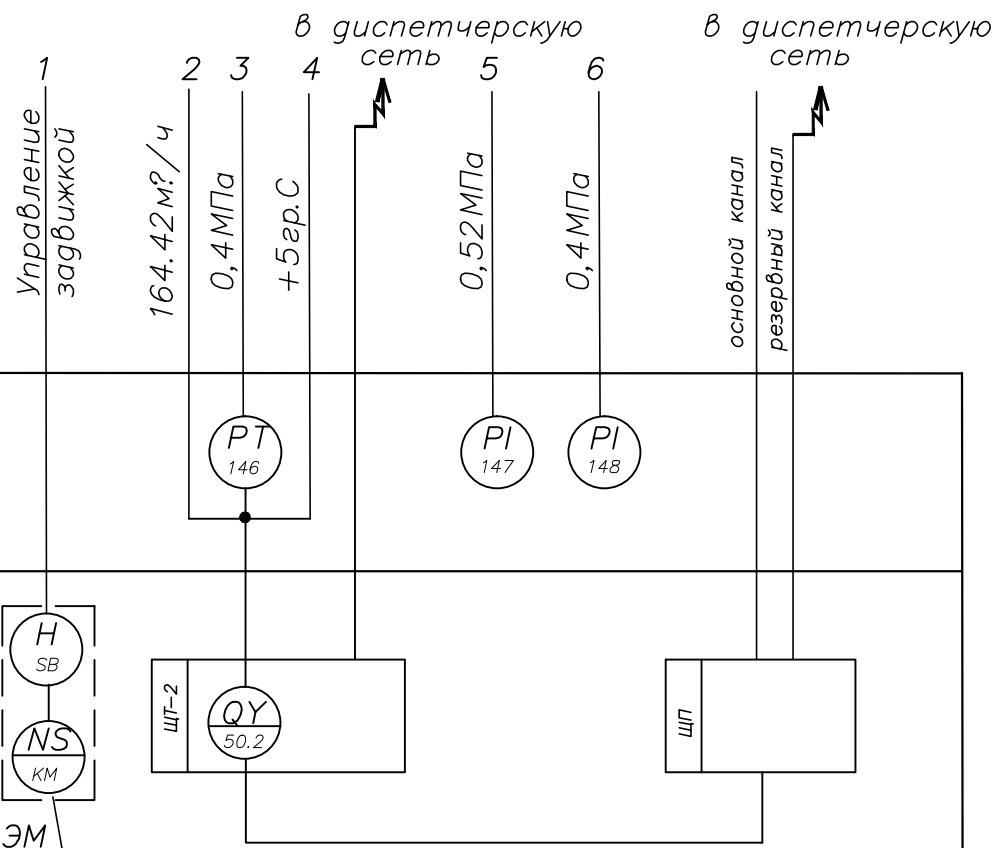 в диспетчерскую
сеть
в диспетчерскую
сеть
1
2
3
4
5
6
Управление
задвижкой
164.42м?/ч
0,4МПа
+5гр.С
0,52МПа
0,4МПа
основной канал
резервный канал
PT
146
PI
147
PI
148
H
SB
NS
КМ
ЩТ-2
QY
50.2
ЩП
ЭМ